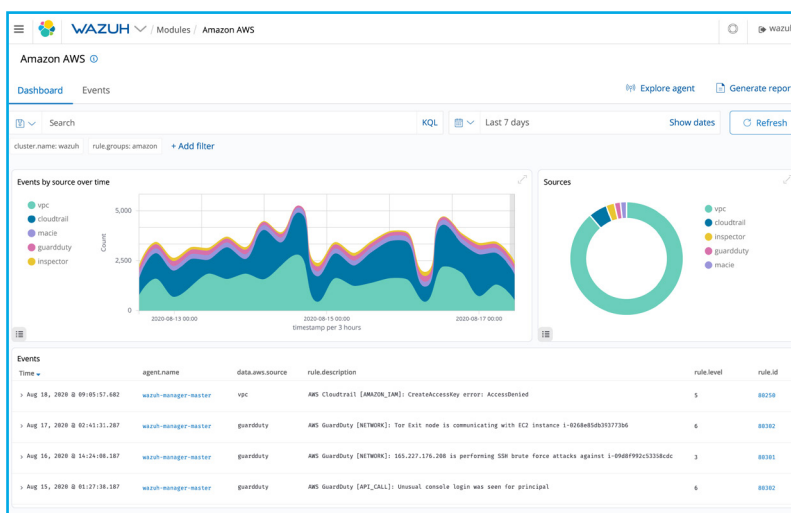 WAZUH / Modules / Amazon AWS
wazuh
Amazon AWS
Dashboard Events
Explore agent Generate repor
Search KQL Last 7 days Show dates Refresh
cluster.name: wazuh rule.groups: amazon + Add filter
Events by source over time
vpc
cloudtrail
macie
guardduty
inspector
Count
5,000
2,500
0
2020-08-13 00:00 2020-08-15 00:00 2020-08-17 00:00
timestamp per 3 hours
Sources
vpc
cloudtrail
inspector
guardduty
macie
Events
Time agent.name data.aws.source rule.description rule.level rule.id
Aug 18, 2020 @ 09:05:57.682 wazuh-manager-master vpc AWS Cloudtrail [AMAZON_IAM]: CreateAccessKey error: AccessDenied 5 80250
Aug 17, 2020 @ 02:41:31.287 wazuh-manager-master guardduty AWS GuardDuty [NETWORK]: Tor Exit node is communicating with EC2 instance i-0268e85db393773b6 6 80302
Aug 16, 2020 @ 14:24:08.187 wazuh-manager-master guardduty AWS GuardDuty [NETWORK]: 165.227.176.208 is performing SSH brute force attacks against i-09d8f992c53358cdc 3 80301
Aug 15, 2020 @ 01:27:38.187 wazuh-manager-master guardduty AWS GuardDuty [API_CALL]: Unusual console login was seen for principal 6 80302